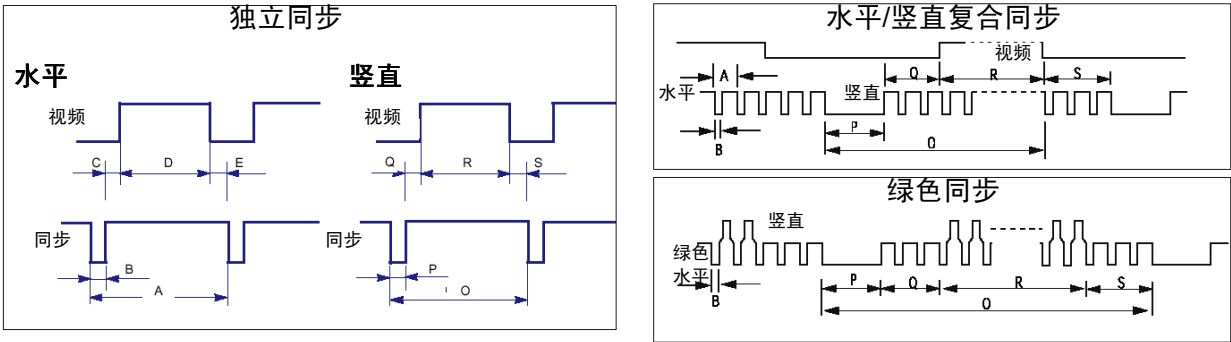 独立同步
水平
竖直
视频
视频
C D E
Q R S
同步
同步
B
A
P
O
水平/竖直复合同步
视频
A Q R S
水平
竖直
P
B
O
绿色同步
竖直
绿色
水平
B P Q R S
O